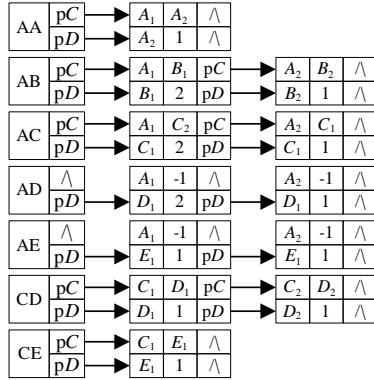 AA pC A₁ A₂ /\
pD A₂ 1 /\
AB pC A₁ B₁ pC A₂ B₂ /\
pD B₁ 2 pD B₂ 1 /\
AC pC A₁ C₂ pC A₂ C₁ /\
pD C₁ 2 pD C₁ 1 /\
AD /\ A₁ -1 /\ A₂ -1 /\
pD D₁ 2 pD D₁ 1 /\
AE /\ A₁ -1 /\ A₂ -1 /\
pD E₁ 1 pD E₁ 1 /\
CD pC C₁ D₁ pC C₂ D₂ /\
pD D₁ 1 pD D₂ 1 /\
CE pC C₁ E₁ /\
pD E₁ 1 /\